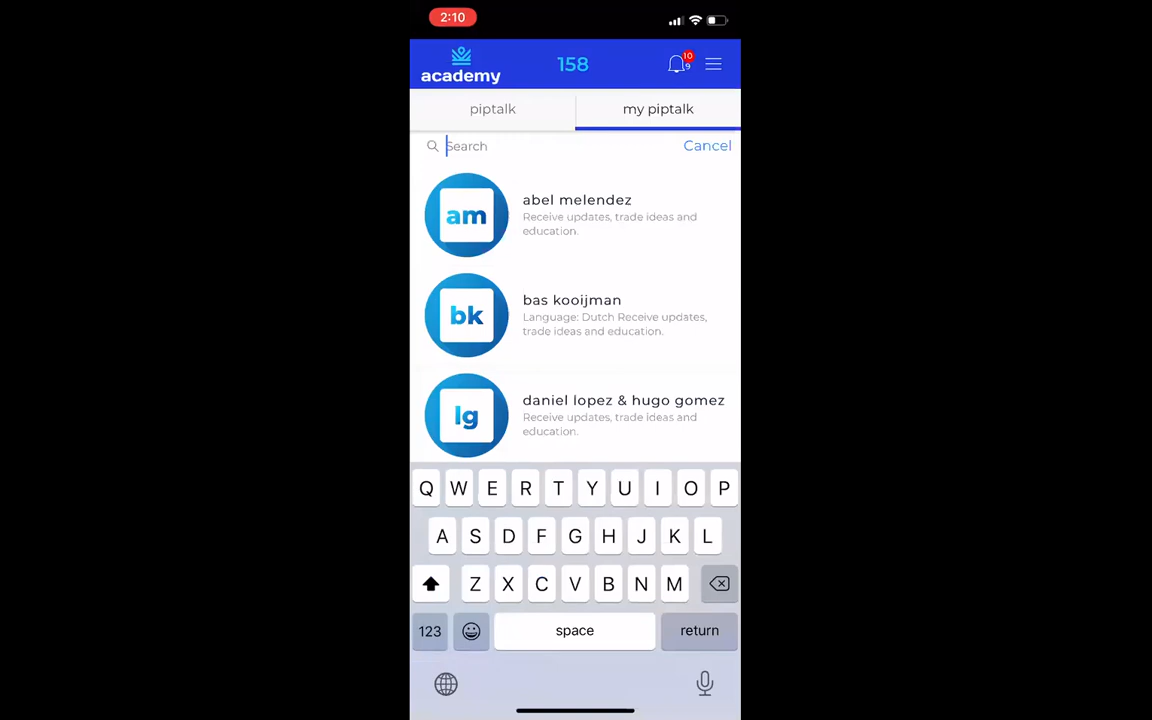 2:10
academy
158
10
9
piptalk
my piptalk
Search
Cancel
am
abel melendez
Receive updates, trade ideas and
education.
bk
bas kooijman
Language: Dutch Receive updates,
trade ideas and education.
lg
daniel lopez & hugo gomez
Receive updates, trade ideas and
education.
Q W E R T Y U I O P
A S D F G H J K L
Z X C V B N M
123
space
return